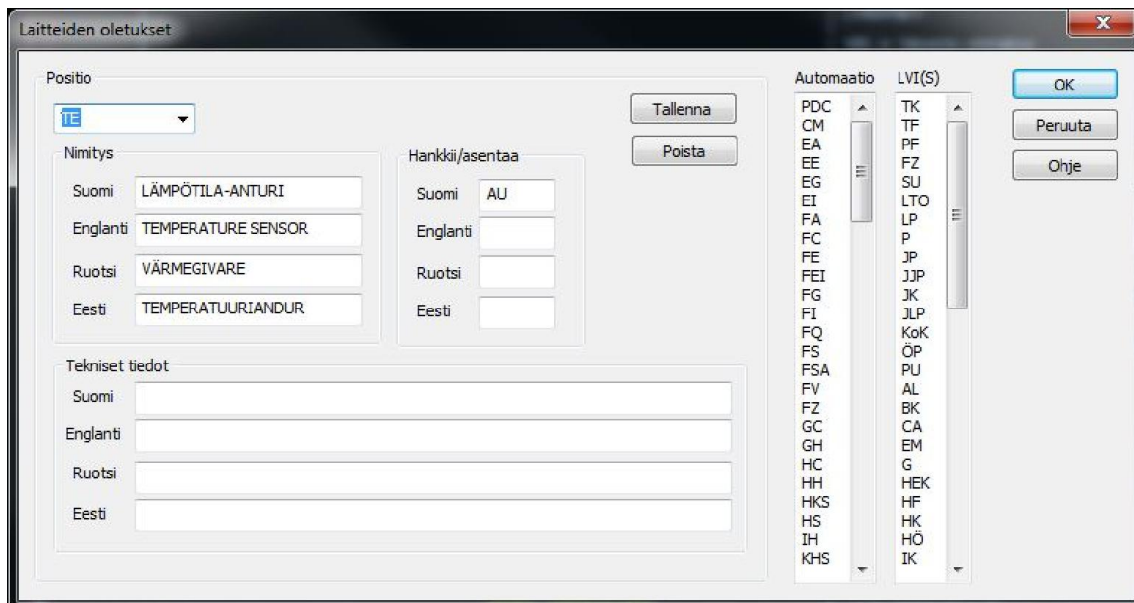 Laitteiden oletukset
Positio
TE
Tallenna
Poista
Nimitys
Suomi LÄMPÖTILA-ANTURI
Englanti TEMPERATURE SENSOR
Ruotsi VÄRMEGIVARE
Eesti TEMPERATUURIANDUR
Hankkii/asentaa
Suomi AU
Englanti
Ruotsi
Eesti
Tekniset tiedot
Suomi
Englanti
Ruotsi
Eesti
Automaatio
PDC
CM
EA
EE
EG
EI
FA
FC
FE
FEI
FG
FI
FQ
FS
FSA
FV
FZ
GC
GH
HC
HH
HKS
HS
IH
KHS
LVI(S)
TK
TF
PF
FZ
SU
LTO
LP
P
JP
JJP
JK
JLP
KoK
ÖP
PU
AL
BK
CA
EM
G
HEK
HF
HK
HÖ
IK
OK
Peruuta
Ohje